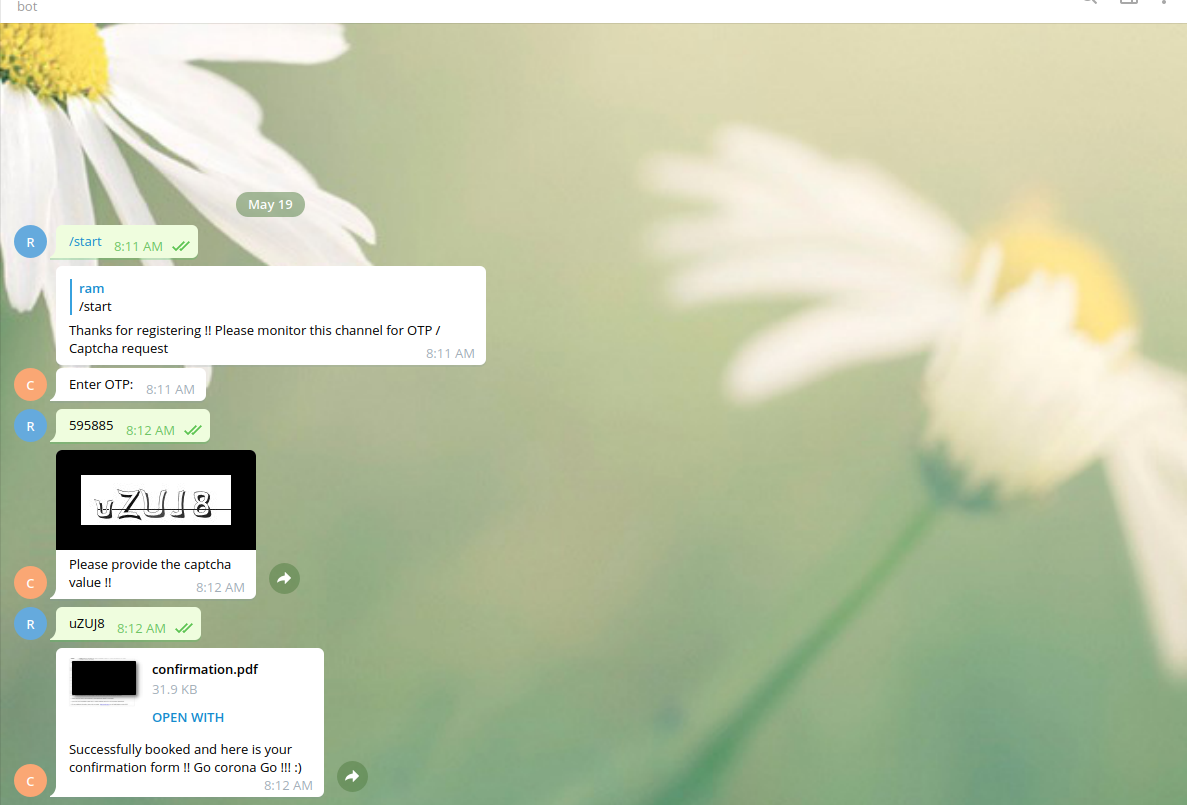 bot
May 19
R
/start 8:11 AM
ram
/start
Thanks for registering !! Please monitor this channel for OTP /
Captcha request 8:11 AM
C
Enter OTP: 8:11 AM
R
595885 8:12 AM
uZUJ8
Please provide the captcha
value !! 8:12 AM
C
R
uZUJ8 8:12 AM
confirmation.pdf
31.9 KB
OPEN WITH
Successfully booked and here is your
confirmation form !! Go corona Go !!! :)
8:12 AM
C